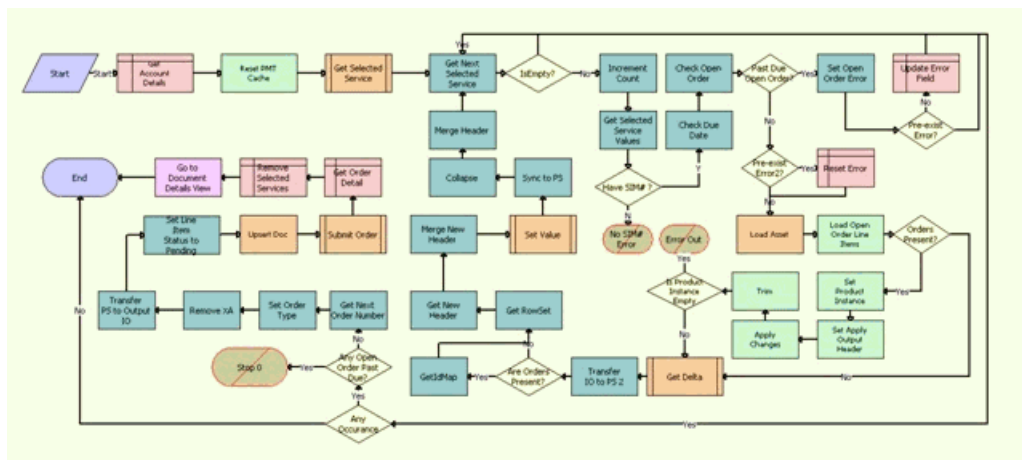 Start
Start
Get
Account
Details
Reset PMT
Cache
Get Selected
Service
Yes
Get Next
Selected
Service
IsEmpty?
No
Increment
Count
Check Open
Order
Past Due
Open Order?
Yes
Set Open
Order Error
Update Error
Field
No
Pre-exist
Error?
Merge Header
Get Selected
Service
Values
Check Due
Date
No
End
Go to
Document
Details View
Remove
Selected
Services
Get Order
Detail
Collapse
Sync to PS
Have SIM# ?
Y
Pre-exist
Error2?
Yes
Reset Error
No
N
Set Line
Item
Status to
Pending
Upsert Doc
Submit Order
Merge New
Header
Set Value
No SIM#
Error
Error Out
Load Asset
Load Open
Order Line
Items
Orders
Present?
Yes
Is Product
Instance
Empty
Trim
Set
Product
Instance
Yes
No
Transfer
PS to Output
IO
Remove XA
Set Order
Type
Get Next
Order Number
Get New
Header
Get RowSet
No
Apply
Changes
Set Apply
Output
Header
No
No
Stop 0
Yes
Any Open
Order Past
Due?
GetIdMap
Yes
Are Orders
Present?
Transfer
IO to PS 2
Get Delta
No
Yes
Any
Occurance
Yes